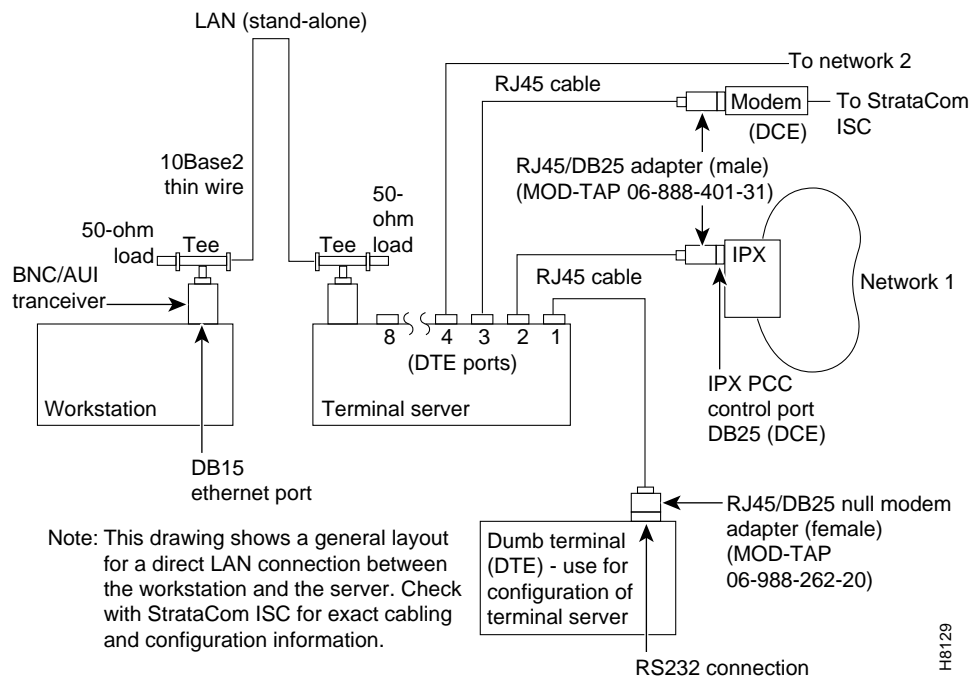 LAN (stand-alone)
To network 2
RJ45 cable
Modem
(DCE)
To StrataCom
ISC
10Base2
thin wire
RJ45/DB25 adapter (male)
(MOD-TAP 06-888-401-31)
50-ohm
load
Tee
50-
ohm
load
Tee
BNC/AUI
tranceiver
RJ45 cable
IPX
Network 1
8
4
3
2
1
(DTE ports)
Workstation
Terminal server
IPX PCC
control port
DB25 (DCE)
DB15
ethernet port
RJ45/DB25 null modem
adapter (female)
(MOD-TAP
06-988-262-20)
Note: This drawing shows a general layout
for a direct LAN connection between
the workstation and the server. Check
with StrataCom ISC for exact cabling
and configuration information.
Dumb terminal
(DTE) - use for
configuration of
terminal server
RS232 connection
H8129